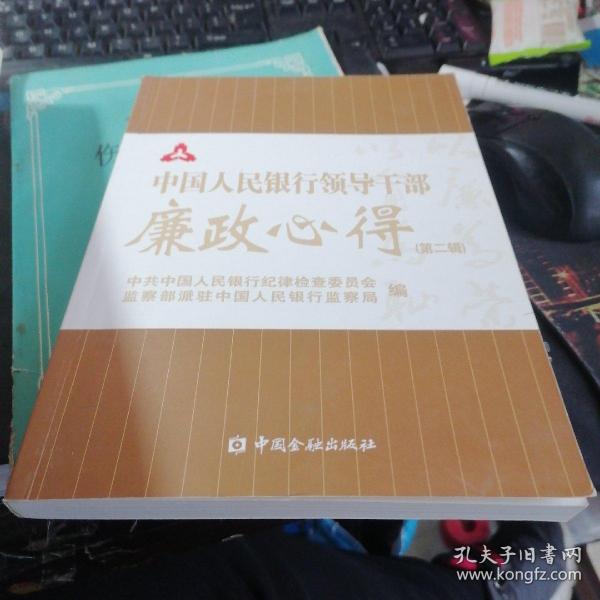 中国人民银行领导干部
廉政心得
(第二辑)
中共中国人民银行纪律检查委员会
监察部派驻中国人民银行监察局
编
中国金融出版社
孔夫子旧书网
www.kongfz.com